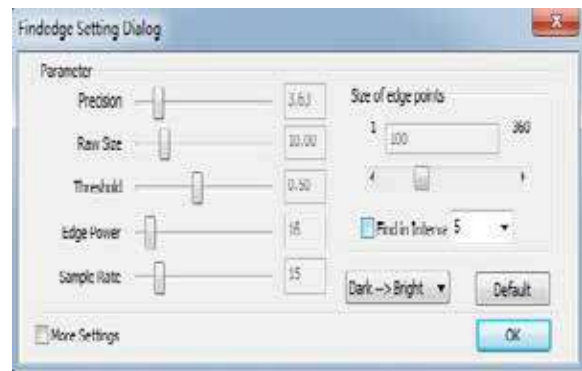 Findedge Setting Dialog
Parameter
Precision 3.63
Raw Size 10.00
Threshold 0.50
Edge Power 16
Sample Rate 15
Size of edge points
1 100 360
Find in Interve 5
Dark --> Bright
Default
More Settings
OK